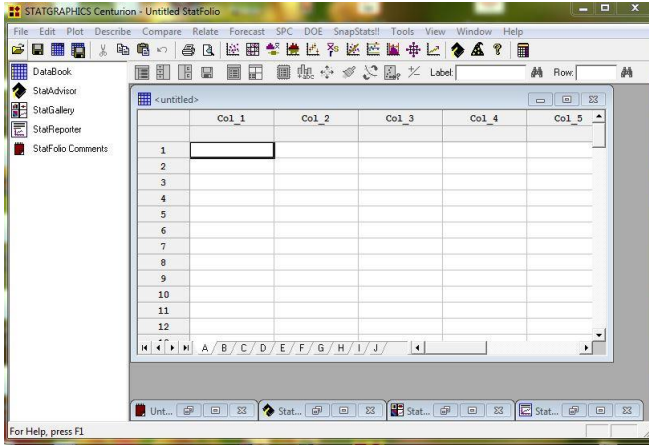 STATGRAPHICS Centurion - Untitled StatFolio
File Edit Plot Describe Compare Relate Forecast SPC DOE SnapStats!! Tools View Window Help
Label: Row:
DataBook
StatAdvisor
StatGallery
StatReporter
StatFolio Comments
<untitled>
Col_1 Col_2 Col_3 Col_4 Col_5
1
2
3
4
5
6
7
8
9
10
11
12
A B C D E F G H I J
Unt... Stat... Stat... Stat...
For Help, press F1